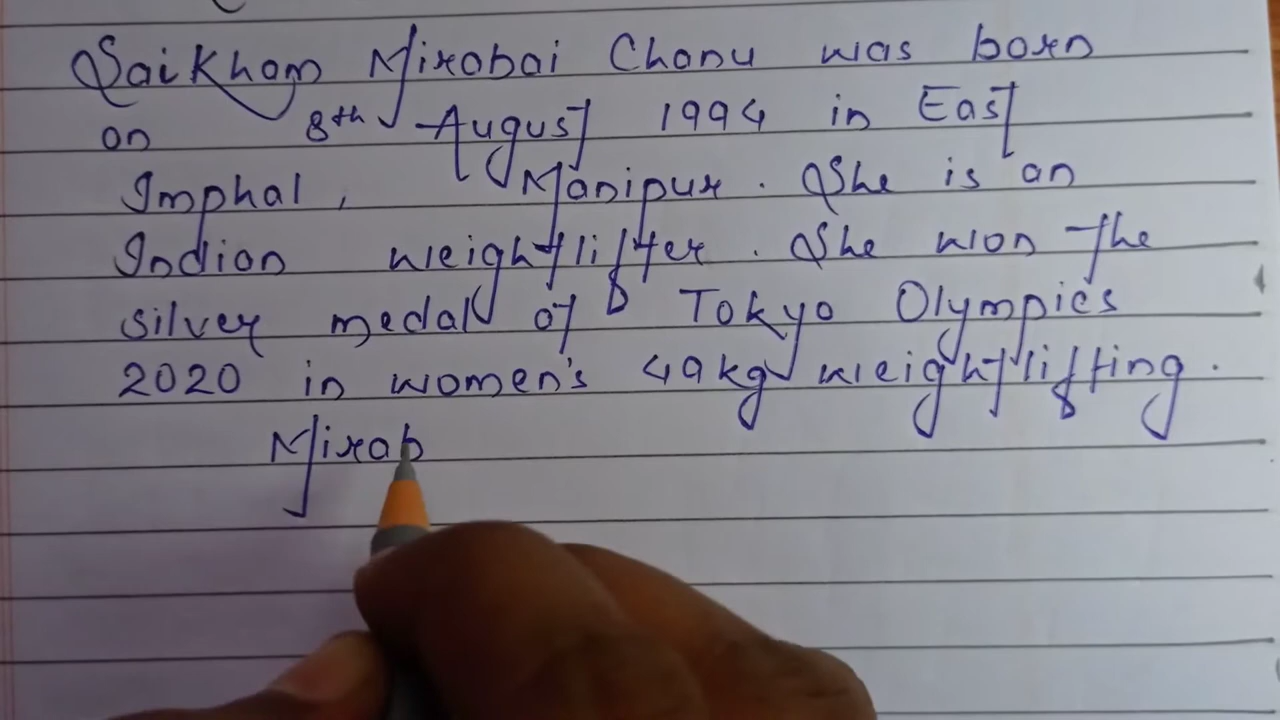 Saikhom Mirabai Chanu was born
on 8th August 1994 in East
Imphal, Manipur. She is an
Indian weightlifter. She won the
silver medal of Tokyo Olympics
2020 in women's 49kg weightlifting.
Mirab